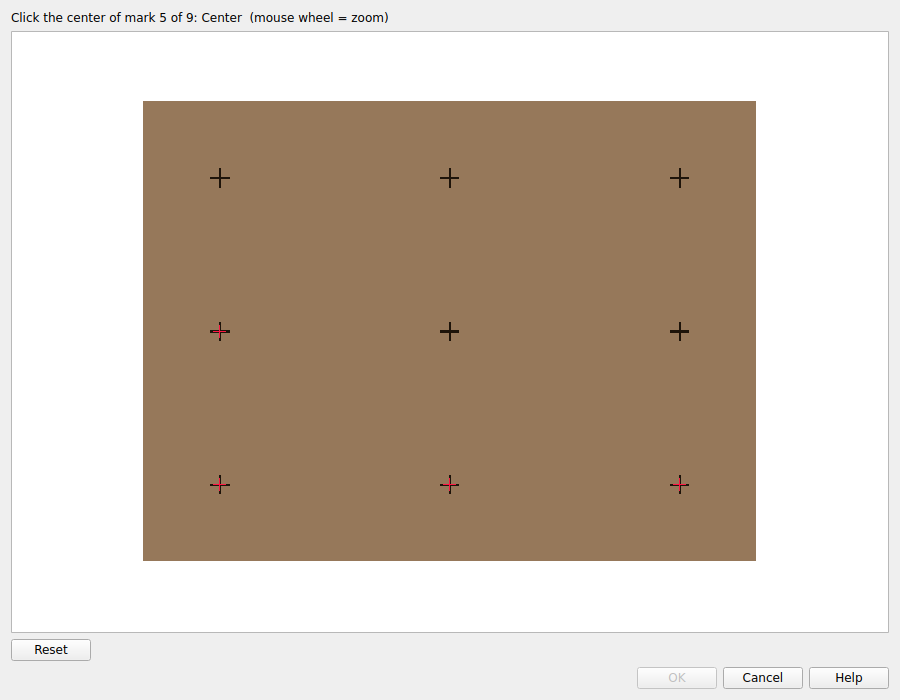 Click the center of mark 5 of 9: Center  (mouse wheel = zoom)
Reset
OK
Cancel
Help